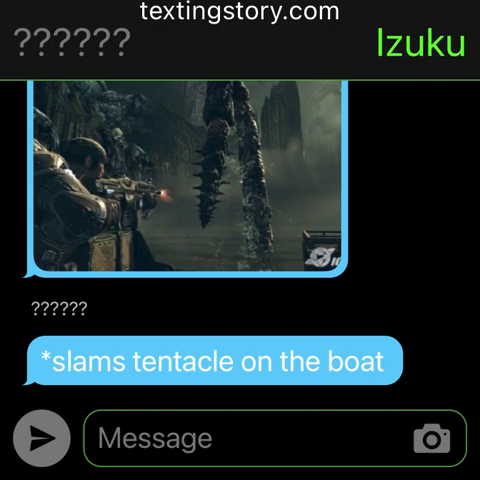 textingstory.com
?????? Izuku
??????
*slams tentacle on the boat
Message